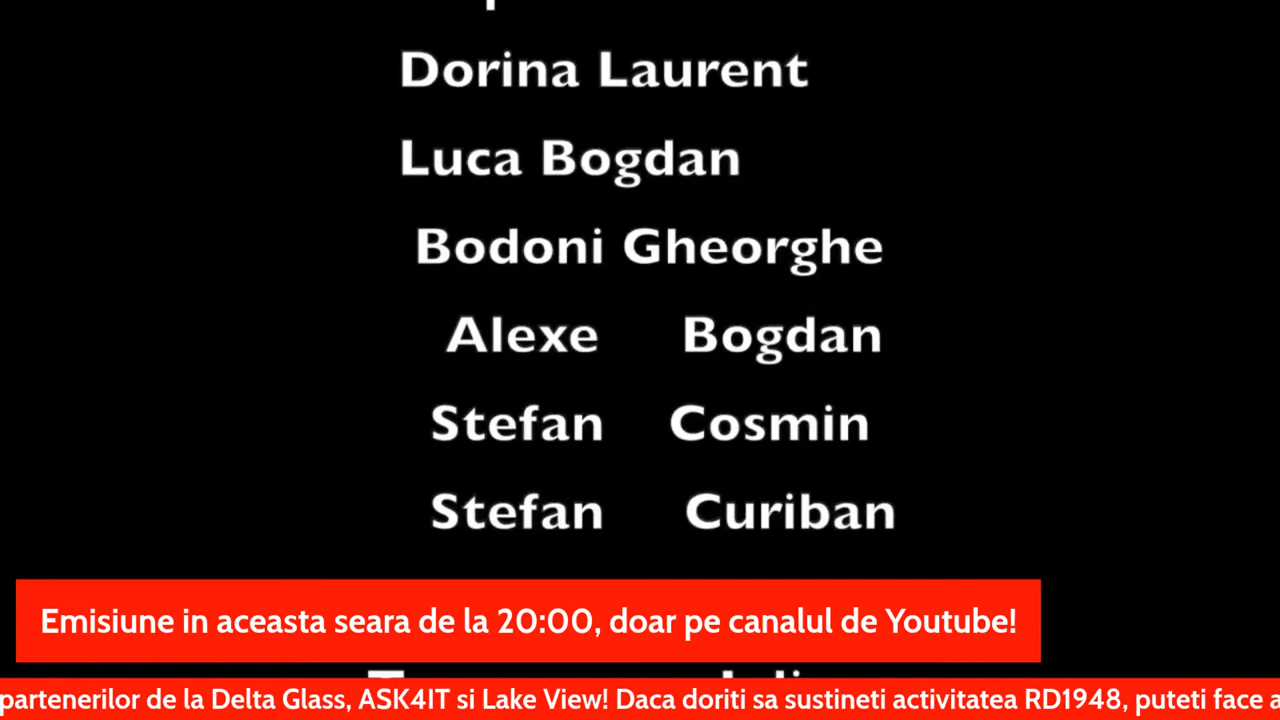 Dorina Laurent
Luca Bogdan
Bodoni Gheorghe
Alexe Bogdan
Stefan Cosmin
Stefan Curiban
Emisiune in aceasta seara de la 20:00, doar pe canalul de Youtube!
partenerilor de la Delta Glass, ASK4IT si Lake View! Daca doriti sa sustineti activitatea RD1948, puteti face a